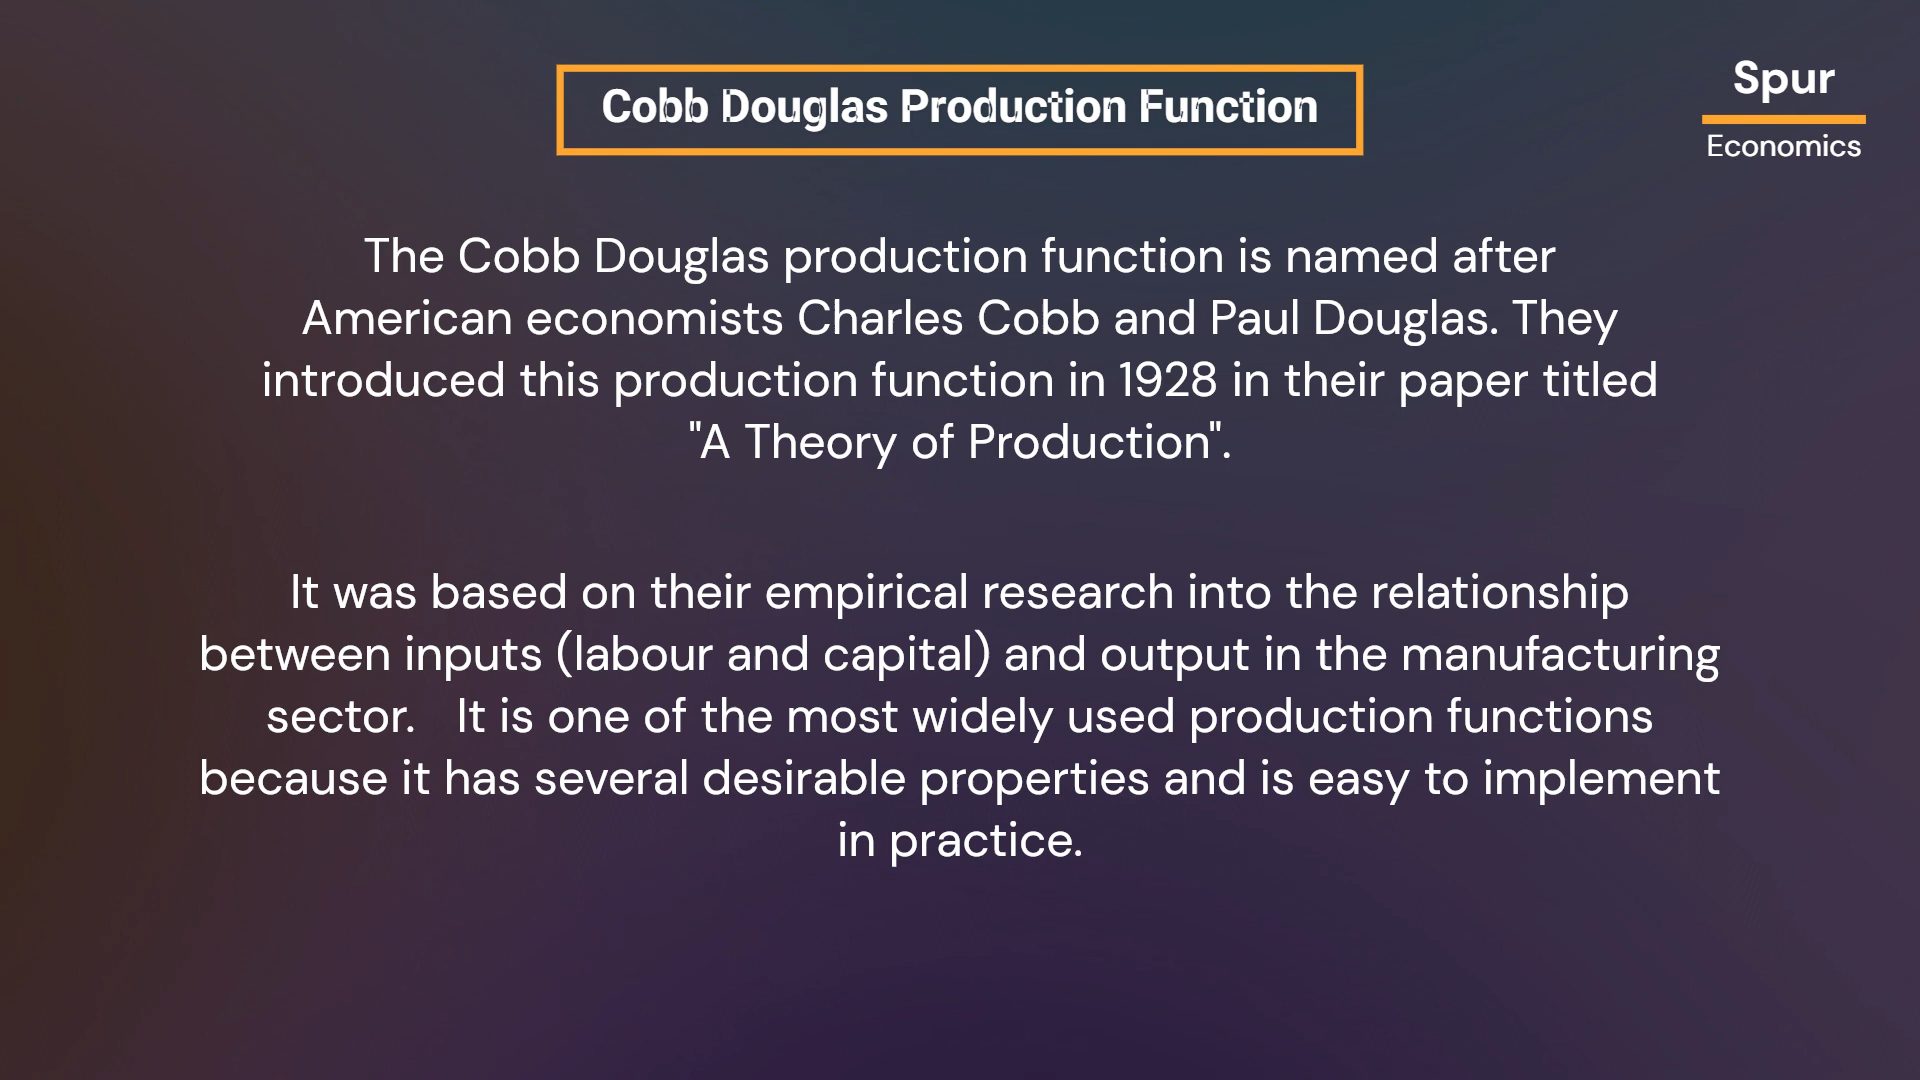 Cobb Douglas Production Function
Spur
Economics
The Cobb Douglas production function is named after
American economists Charles Cobb and Paul Douglas. They
introduced this production function in 1928 in their paper titled
"A Theory of Production".
It was based on their empirical research into the relationship
between inputs (labour and capital) and output in the manufacturing
sector.   It is one of the most widely used production functions
because it has several desirable properties and is easy to implement
in practice.